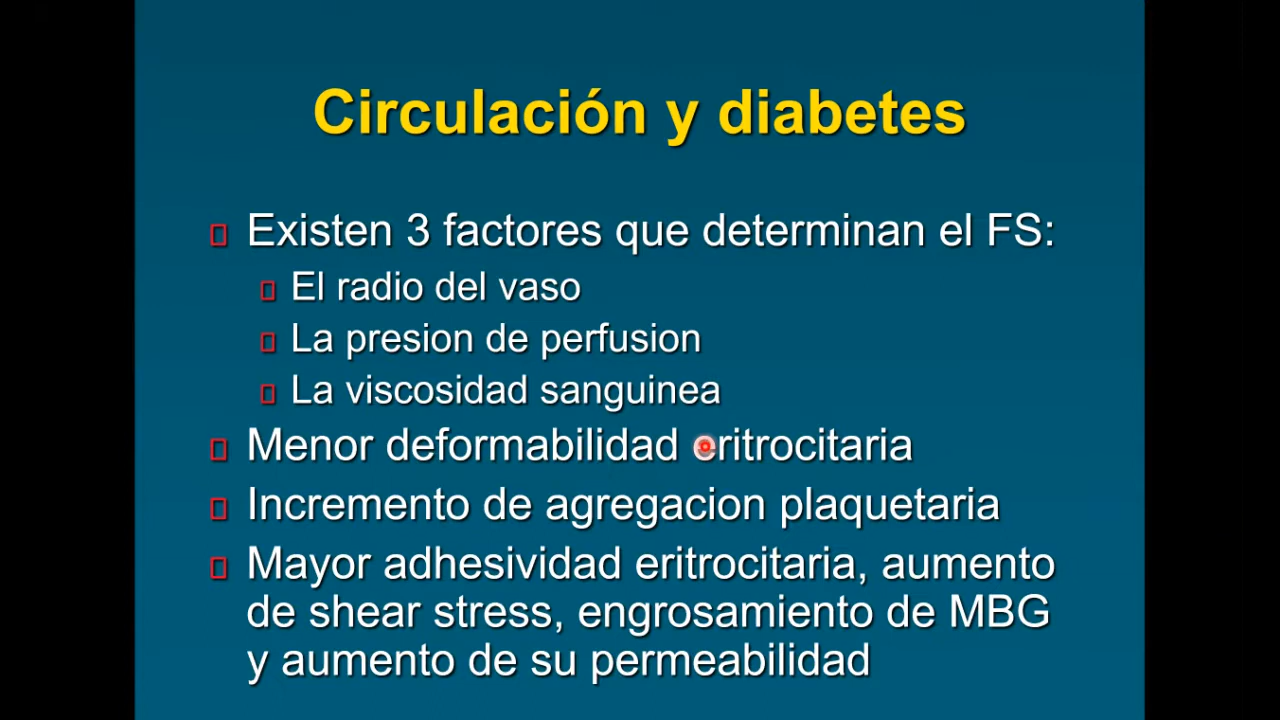 Circulación y diabetes
Existen 3 factores que determinan el FS:
El radio del vaso
La presion de perfusion
La viscosidad sanguinea
Menor deformabilidad eritrocitaria
Incremento de agregacion plaquetaria
Mayor adhesividad eritrocitaria, aumento
de shear stress, engrosamiento de MBG
y aumento de su permeabilidad